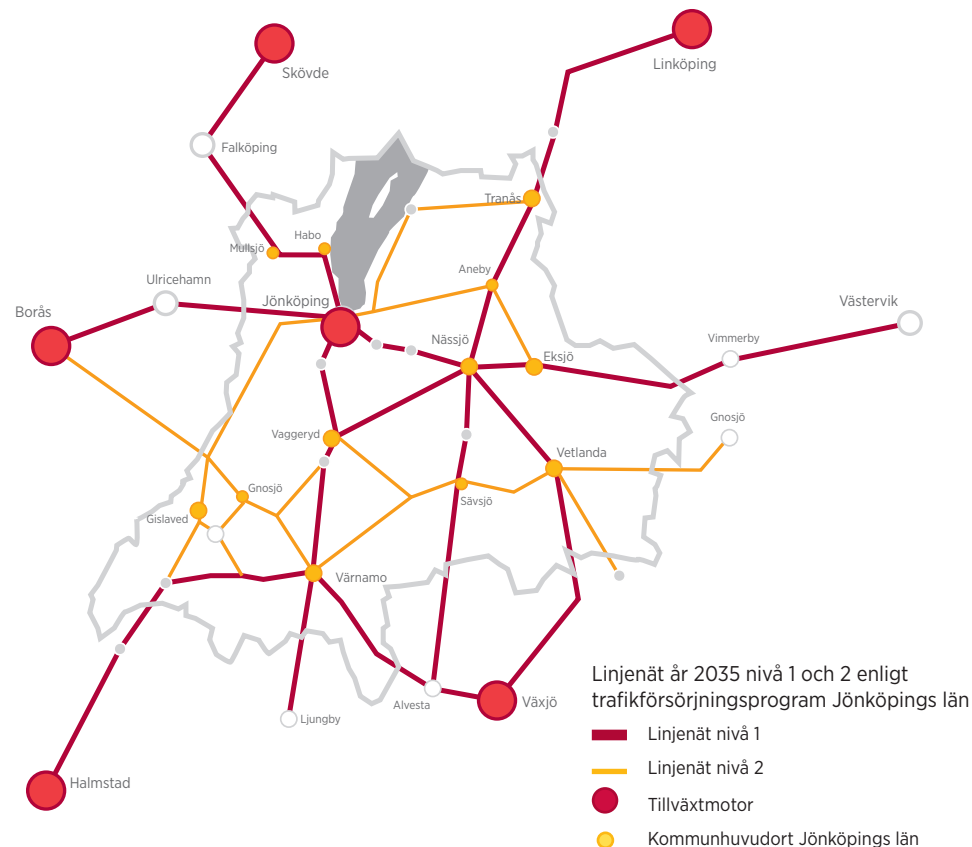 Skövde
Linköping
Falköping
Tranås
Habo
Mullsjö
Aneby
Ulricehamn
Jönköping
Västervik
Borås
Nässjö
Vimmerby
Eksjö
Gnosjö
Vaggeryd
Vetlanda
Gnosjö
Sävsjö
Gislaved
Värnamo
Alvesta
Växjö
Ljungby
Halmstad
Linjenät år 2035 nivå 1 och 2 enligt
trafikförsörjningsprogram Jönköpings län
Linjenät nivå 1
Linjenät nivå 2
Tillväxtmotor
Kommunhuvudort Jönköpings län